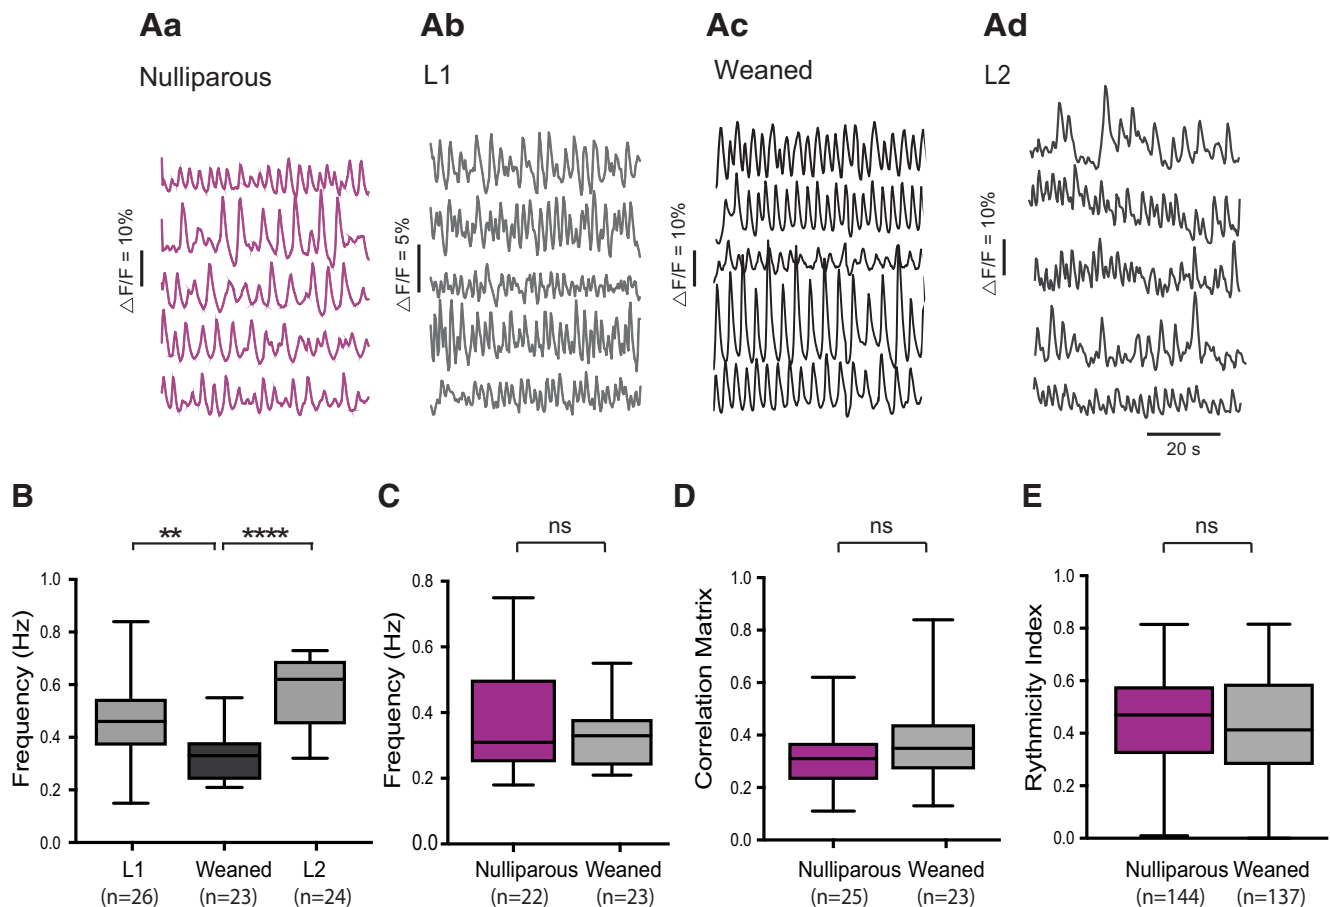 Aa Ab Ac Ad
Nulliparous L1 Weaned L2
△F/F = 10%
△F/F = 5%
△F/F = 10%
△F/F = 10%
20 s
B C D E
** ****
ns
ns
ns
Frequency (Hz)
1.0
0.8
0.6
0.4
0.2
0.0
L1 Weaned L2
(n=26) (n=23) (n=24)
Frequency (Hz)
0.8
0.6
0.4
0.2
0.0
Nulliparous Weaned
(n=22) (n=23)
Correlation Matrix
1.0
0.8
0.6
0.4
0.2
0.0
Nulliparous Weaned
(n=25) (n=23)
Rythmicity Index
1.0
0.8
0.6
0.4
0.2
0.0
Nulliparous Weaned
(n=144) (n=137)